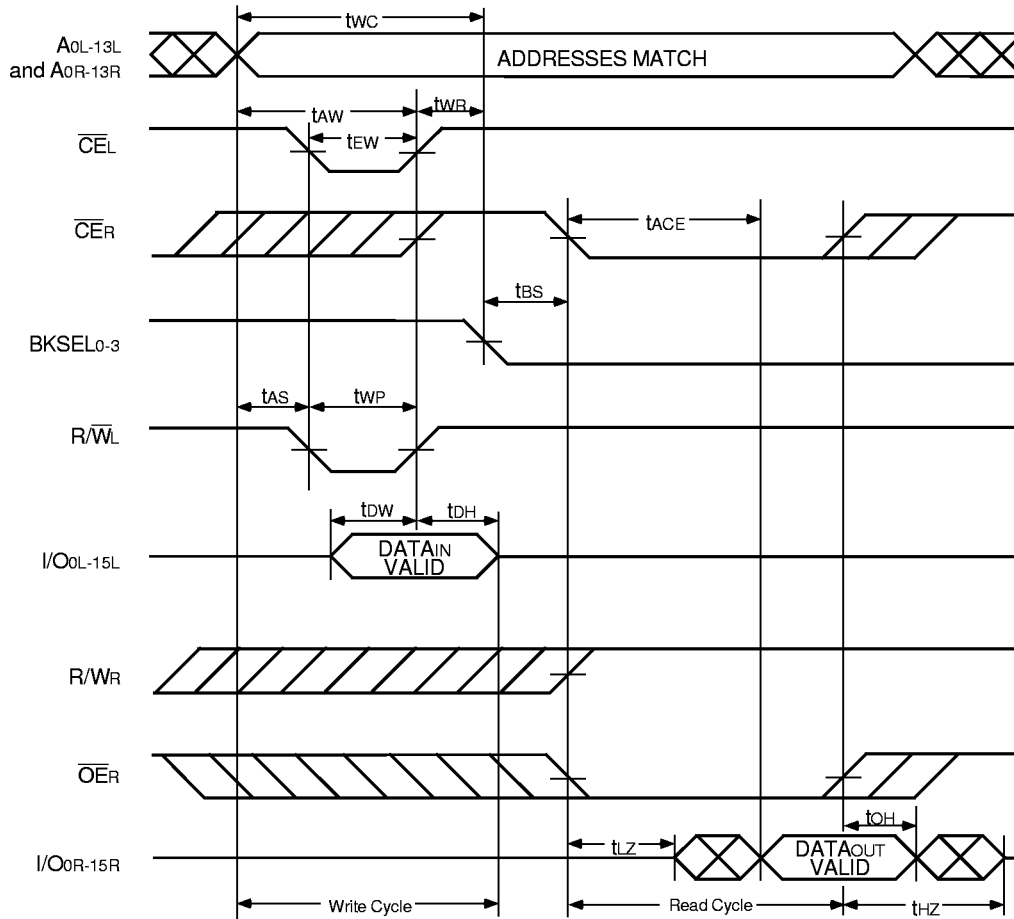 tWC
A0L-13L
and A0R-13R
ADDRESSES MATCH
tAW
tWR
CEL
tEW
CER
tACE
tBS
BKSEL0-3
tAS
tWP
R/WL
tDW
tDH
I/O0L-15L
DATAIN
VALID
R/WR
OER
tOH
I/O0R-15R
tLZ
DATAOUT
VALID
Write Cycle
Read Cycle
tHZ